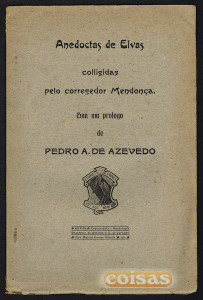 Anedoctas de Elvas
colligidas
pelo corregedor Mendonça.
Com um prologo
de
PEDRO A. DE AZEVEDO
coisas